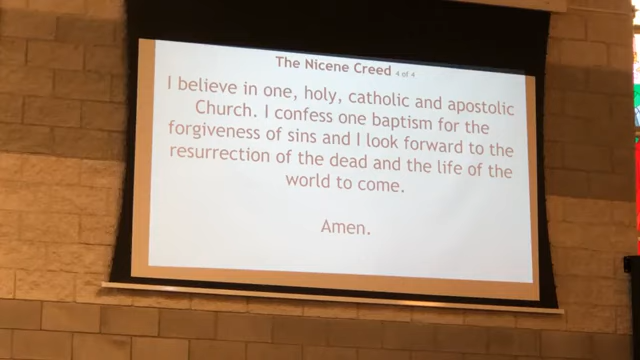 The Nicene Creed 4 of 4
I believe in one, holy, catholic and apostolic
Church. I confess one baptism for the
forgiveness of sins and I look forward to the
resurrection of the dead and the life of the
world to come.
Amen.